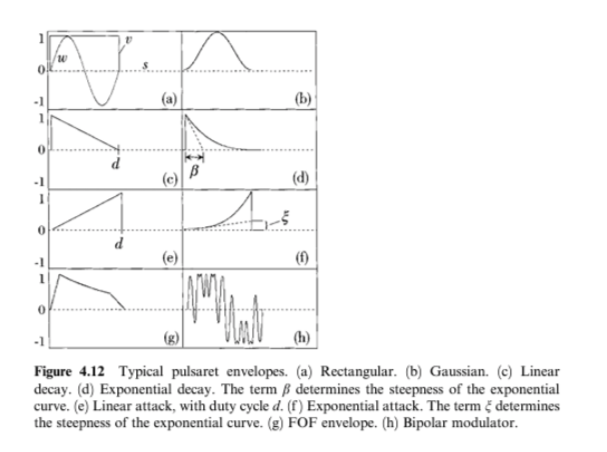 1
v
w
0
s
-1
(a)
(b)
1
0
d
β
-1
(c)
(d)
1
ξ
0
d
-1
(e)
(f)
1
0
-1
(g)
(h)
Figure 4.12 Typical pulsaret envelopes. (a) Rectangular. (b) Gaussian. (c) Linear
decay. (d) Exponential decay. The term β determines the steepness of the exponential
curve. (e) Linear attack, with duty cycle d. (f) Exponential attack. The term ξ determines
the steepness of the exponential curve. (g) FOF envelope. (h) Bipolar modulator.